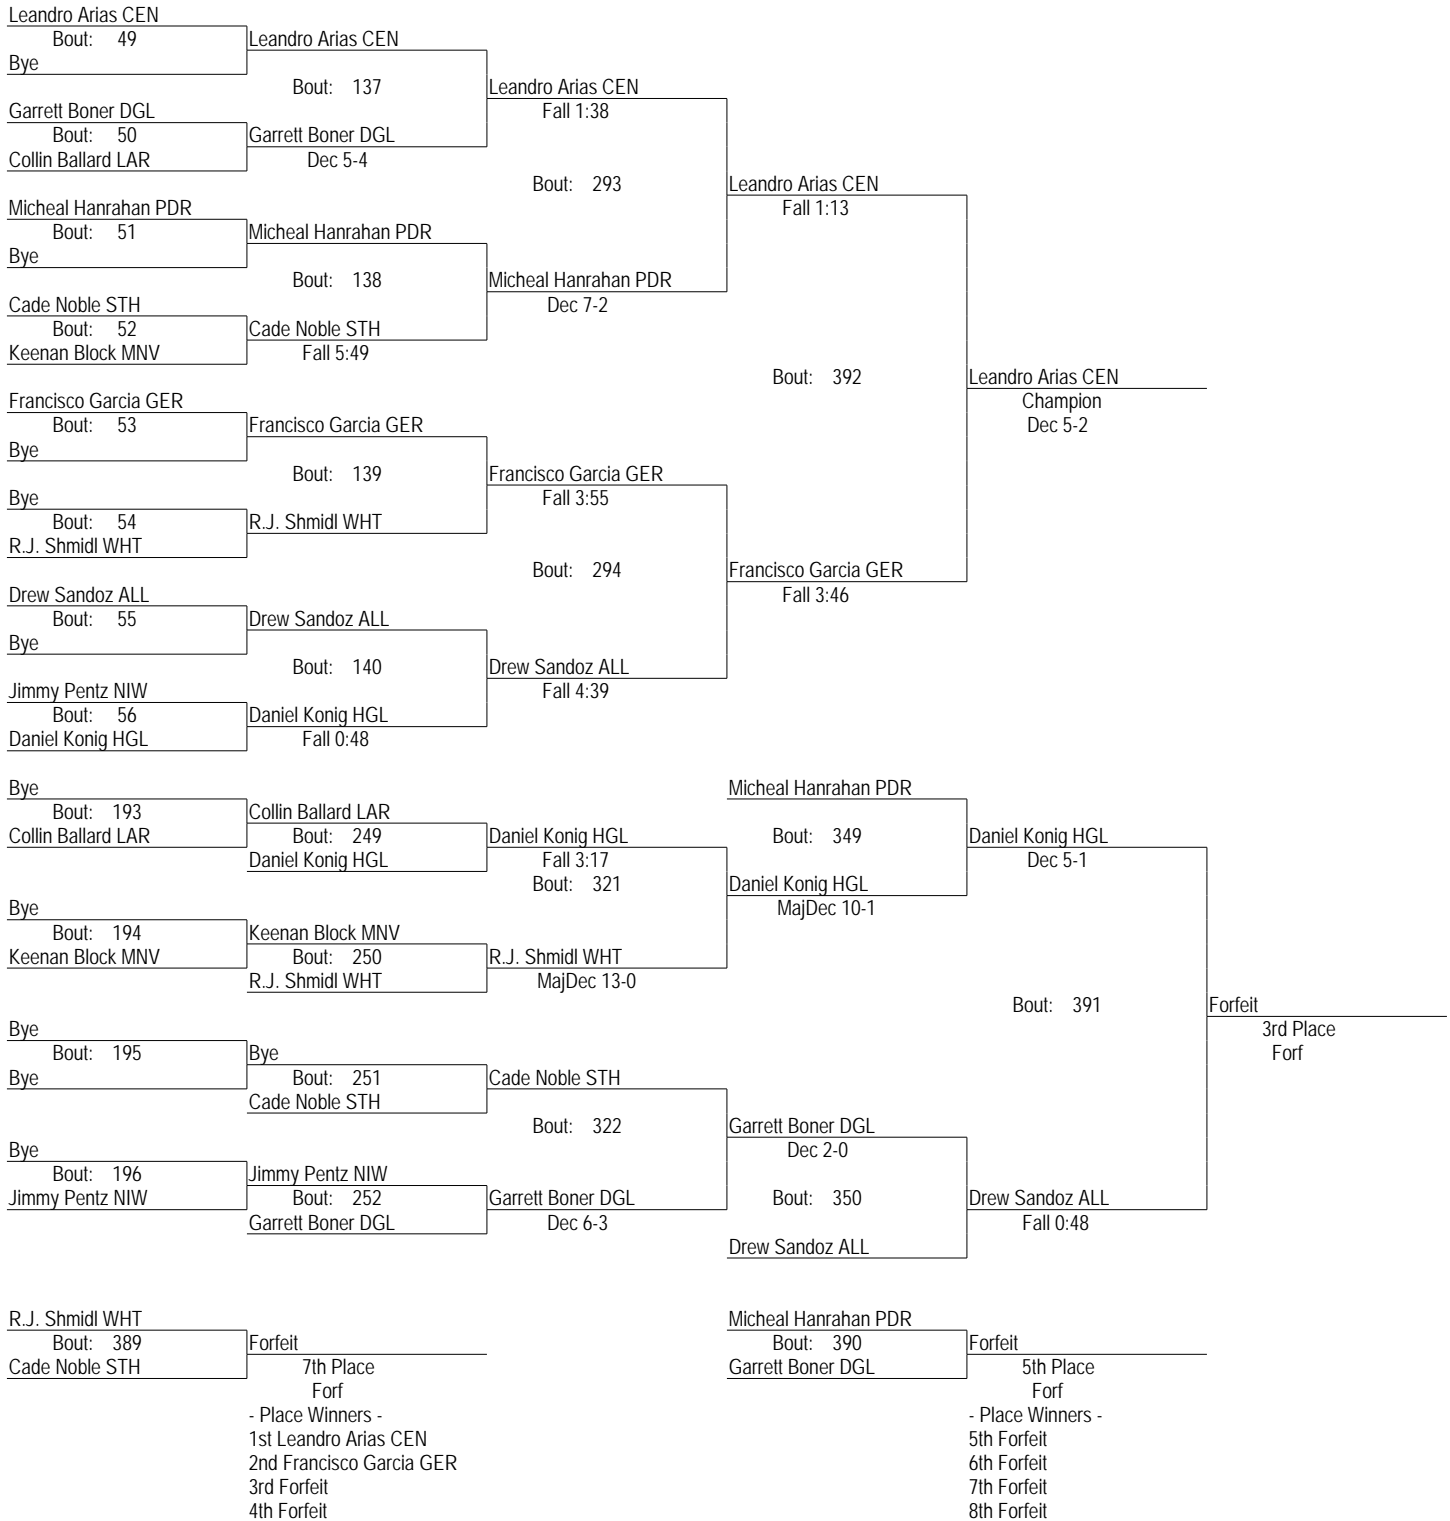 Leandro Arias CEN
Bout: 49
Leandro Arias CEN
Bye
Bout: 137
Leandro Arias CEN
Garrett Boner DGL
Fall 1:38
Bout: 50
Garrett Boner DGL
Collin Ballard LAR
Dec 5-4
Bout: 293
Leandro Arias CEN
Micheal Hanrahan PDR
Fall 1:13
Bout: 51
Micheal Hanrahan PDR
Bye
Bout: 138
Micheal Hanrahan PDR
Cade Noble STH
Dec 7-2
Bout: 52
Cade Noble STH
Keenan Block MNV
Fall 5:49
Bout: 392
Leandro Arias CEN
Francisco Garcia GER
Champion
Bout: 53
Francisco Garcia GER
Dec 5-2
Bye
Bout: 139
Francisco Garcia GER
Bye
Fall 3:55
Bout: 54
R.J. Shmidl WHT
R.J. Shmidl WHT
Bout: 294
Francisco Garcia GER
Drew Sandoz ALL
Fall 3:46
Bout: 55
Drew Sandoz ALL
Bye
Bout: 140
Drew Sandoz ALL
Jimmy Pentz NIW
Fall 4:39
Bout: 56
Daniel Konig HGL
Daniel Konig HGL
Fall 0:48
Bye
Micheal Hanrahan PDR
Bout: 193
Collin Ballard LAR
Collin Ballard LAR
Bout: 249
Daniel Konig HGL
Bout: 349
Daniel Konig HGL
Daniel Konig HGL
Fall 3:17
Dec 5-1
Bout: 321
Daniel Konig HGL
Bye
MajDec 10-1
Bout: 194
Keenan Block MNV
Keenan Block MNV
Bout: 250
R.J. Shmidl WHT
R.J. Shmidl WHT
MajDec 13-0
Bout: 391
Forfeit
Bye
3rd Place
Bout: 195
Bye
Forf
Bye
Bout: 251
Cade Noble STH
Cade Noble STH
Bout: 322
Garrett Boner DGL
Bye
Dec 2-0
Bout: 196
Jimmy Pentz NIW
Jimmy Pentz NIW
Bout: 252
Garrett Boner DGL
Bout: 350
Drew Sandoz ALL
Garrett Boner DGL
Dec 6-3
Fall 0:48
Drew Sandoz ALL
R.J. Shmidl WHT
Micheal Hanrahan PDR
Bout: 389
Forfeit
Bout: 390
Forfeit
Cade Noble STH
7th Place
Garrett Boner DGL
5th Place
Forf
Forf
- Place Winners -
- Place Winners -
1st Leandro Arias CEN
5th Forfeit
2nd Francisco Garcia GER
6th Forfeit
3rd Forfeit
7th Forfeit
4th Forfeit
8th Forfeit